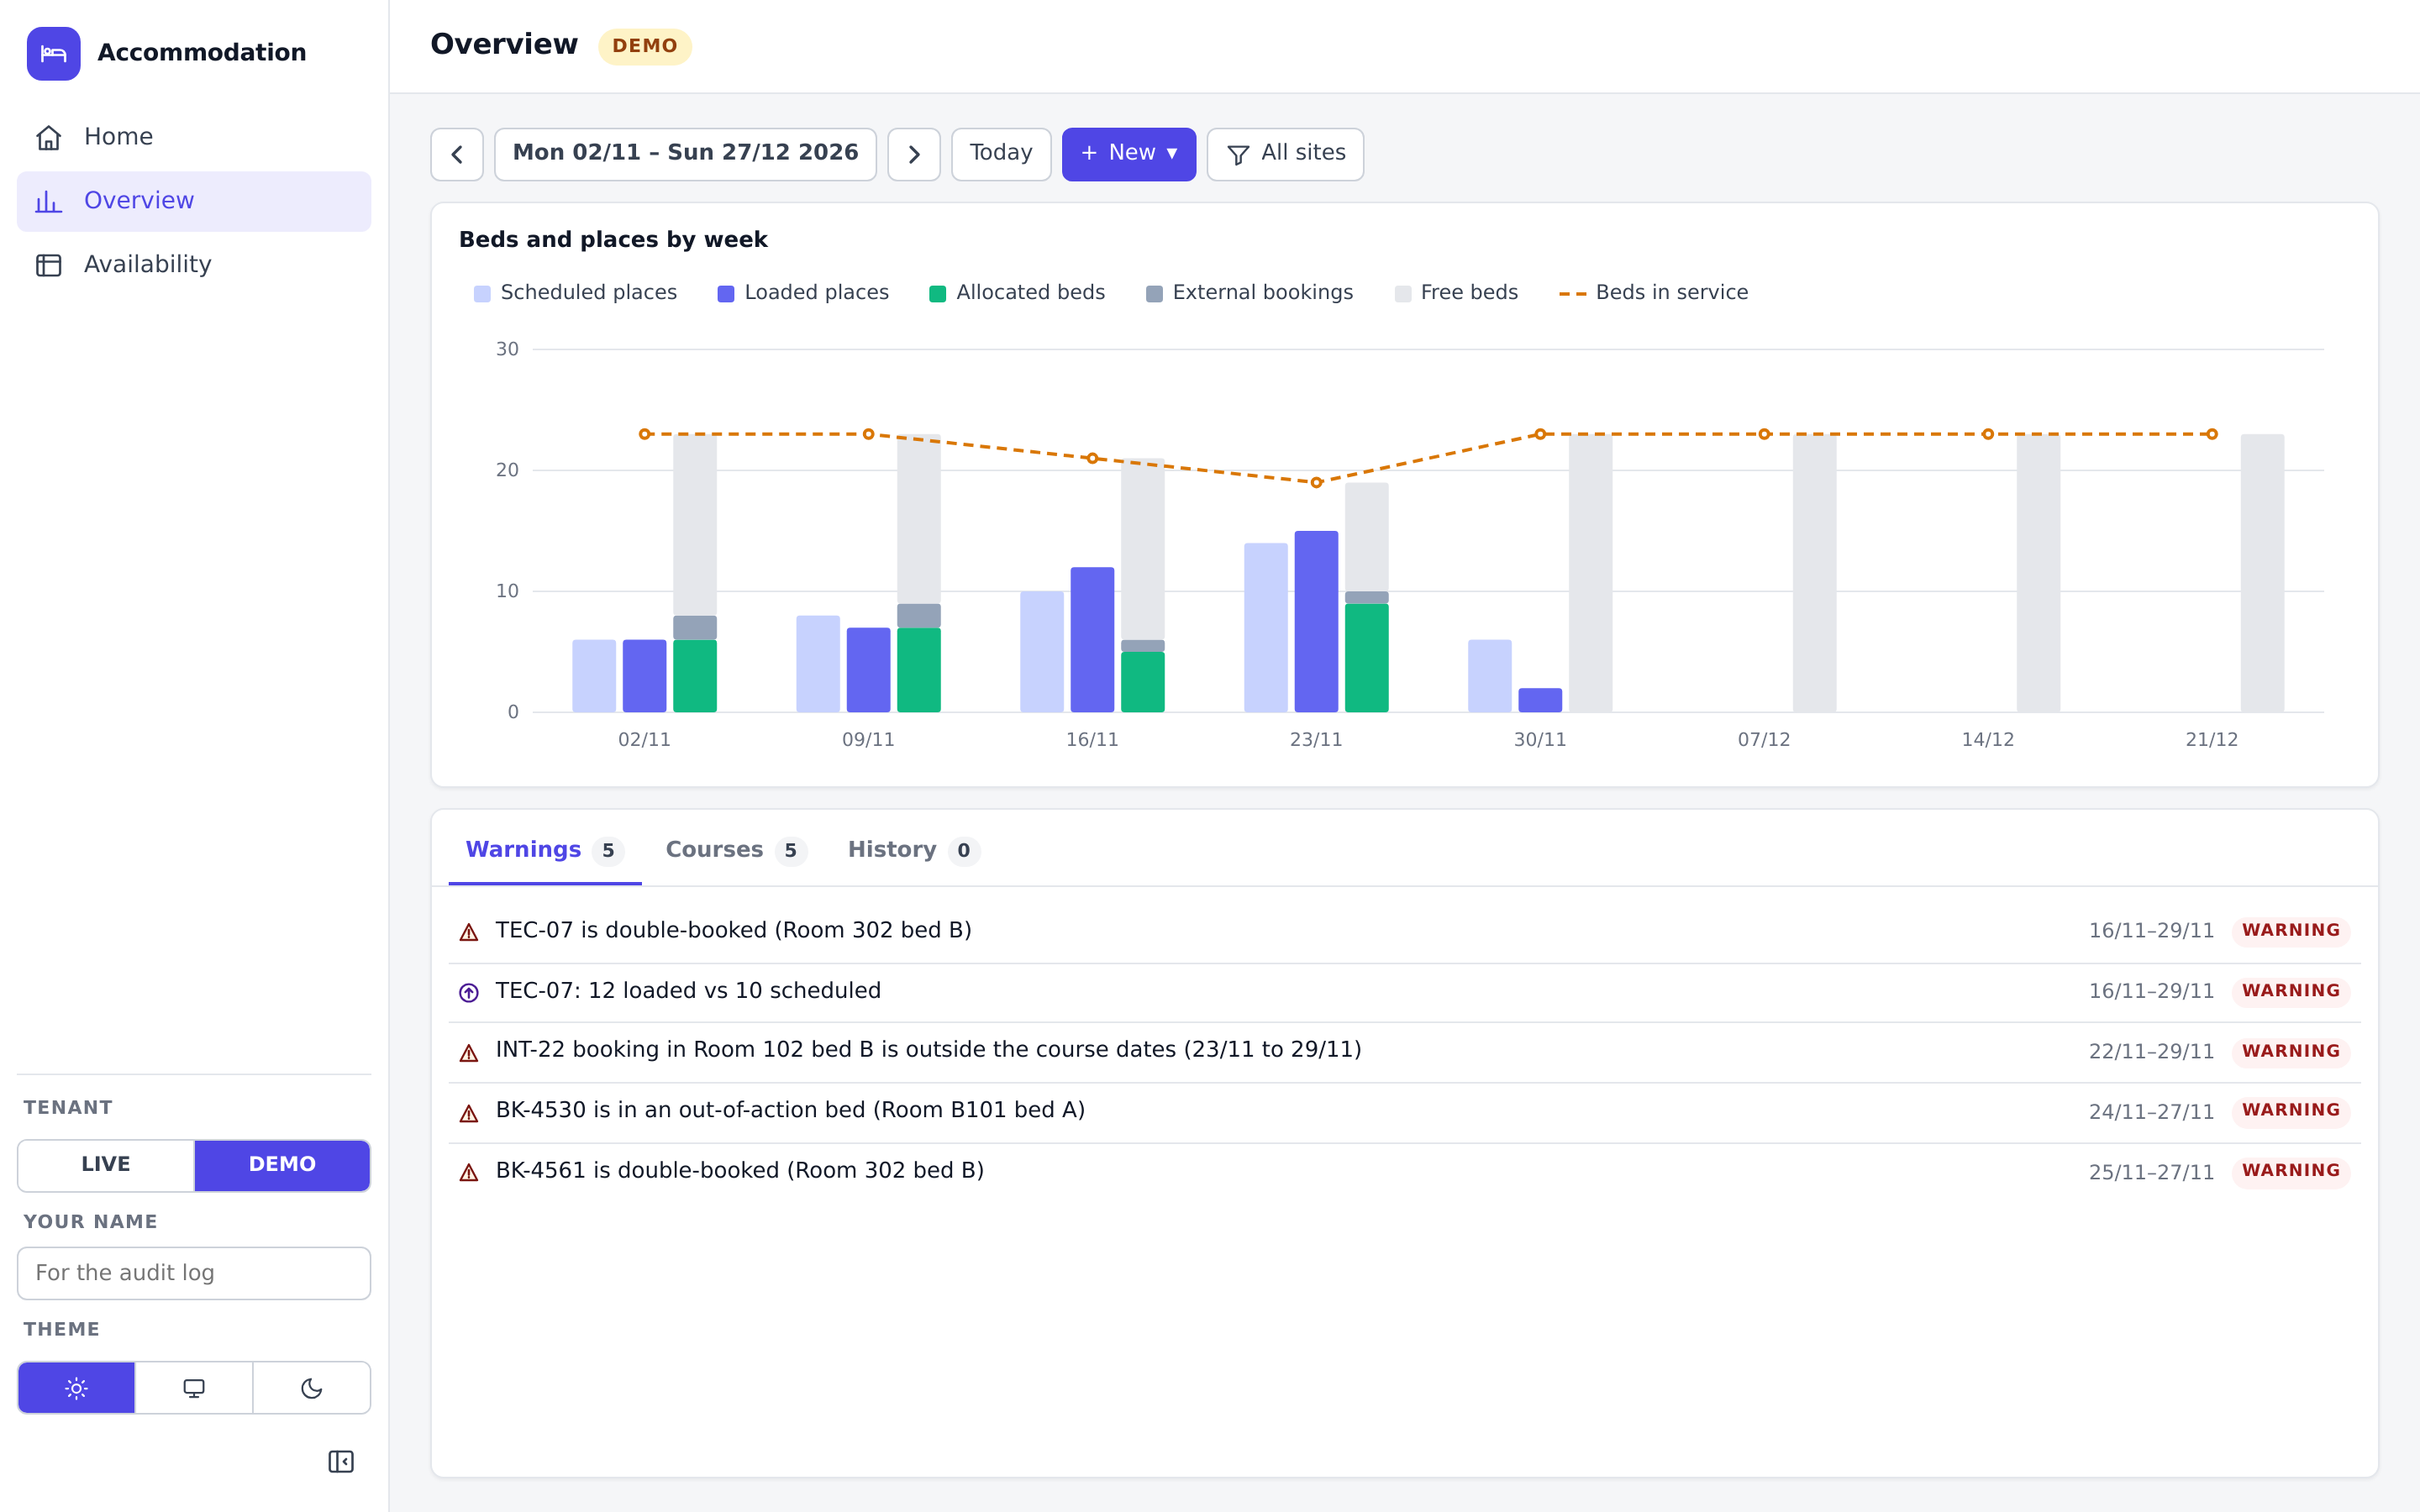 Accommodation
Home
Overview
Availability
TENANT
LIVE DEMO
YOUR NAME
For the audit log
THEME
Overview DEMO
Mon 02/11 – Sun 27/12 2026 Today + New ▾ All sites
Beds and places by week
Scheduled places Loaded places Allocated beds External bookings Free beds Beds in service
30
20
10
0
02/11 09/11 16/11 23/11 30/11 07/12 14/12 21/12
Warnings 5 Courses 5 History 0
TEC-07 is double-booked (Room 302 bed B) 16/11–29/11 WARNING
TEC-07: 12 loaded vs 10 scheduled 16/11–29/11 WARNING
INT-22 booking in Room 102 bed B is outside the course dates (23/11 to 29/11) 22/11–29/11 WARNING
BK-4530 is in an out-of-action bed (Room B101 bed A) 24/11–27/11 WARNING
BK-4561 is double-booked (Room 302 bed B) 25/11–27/11 WARNING